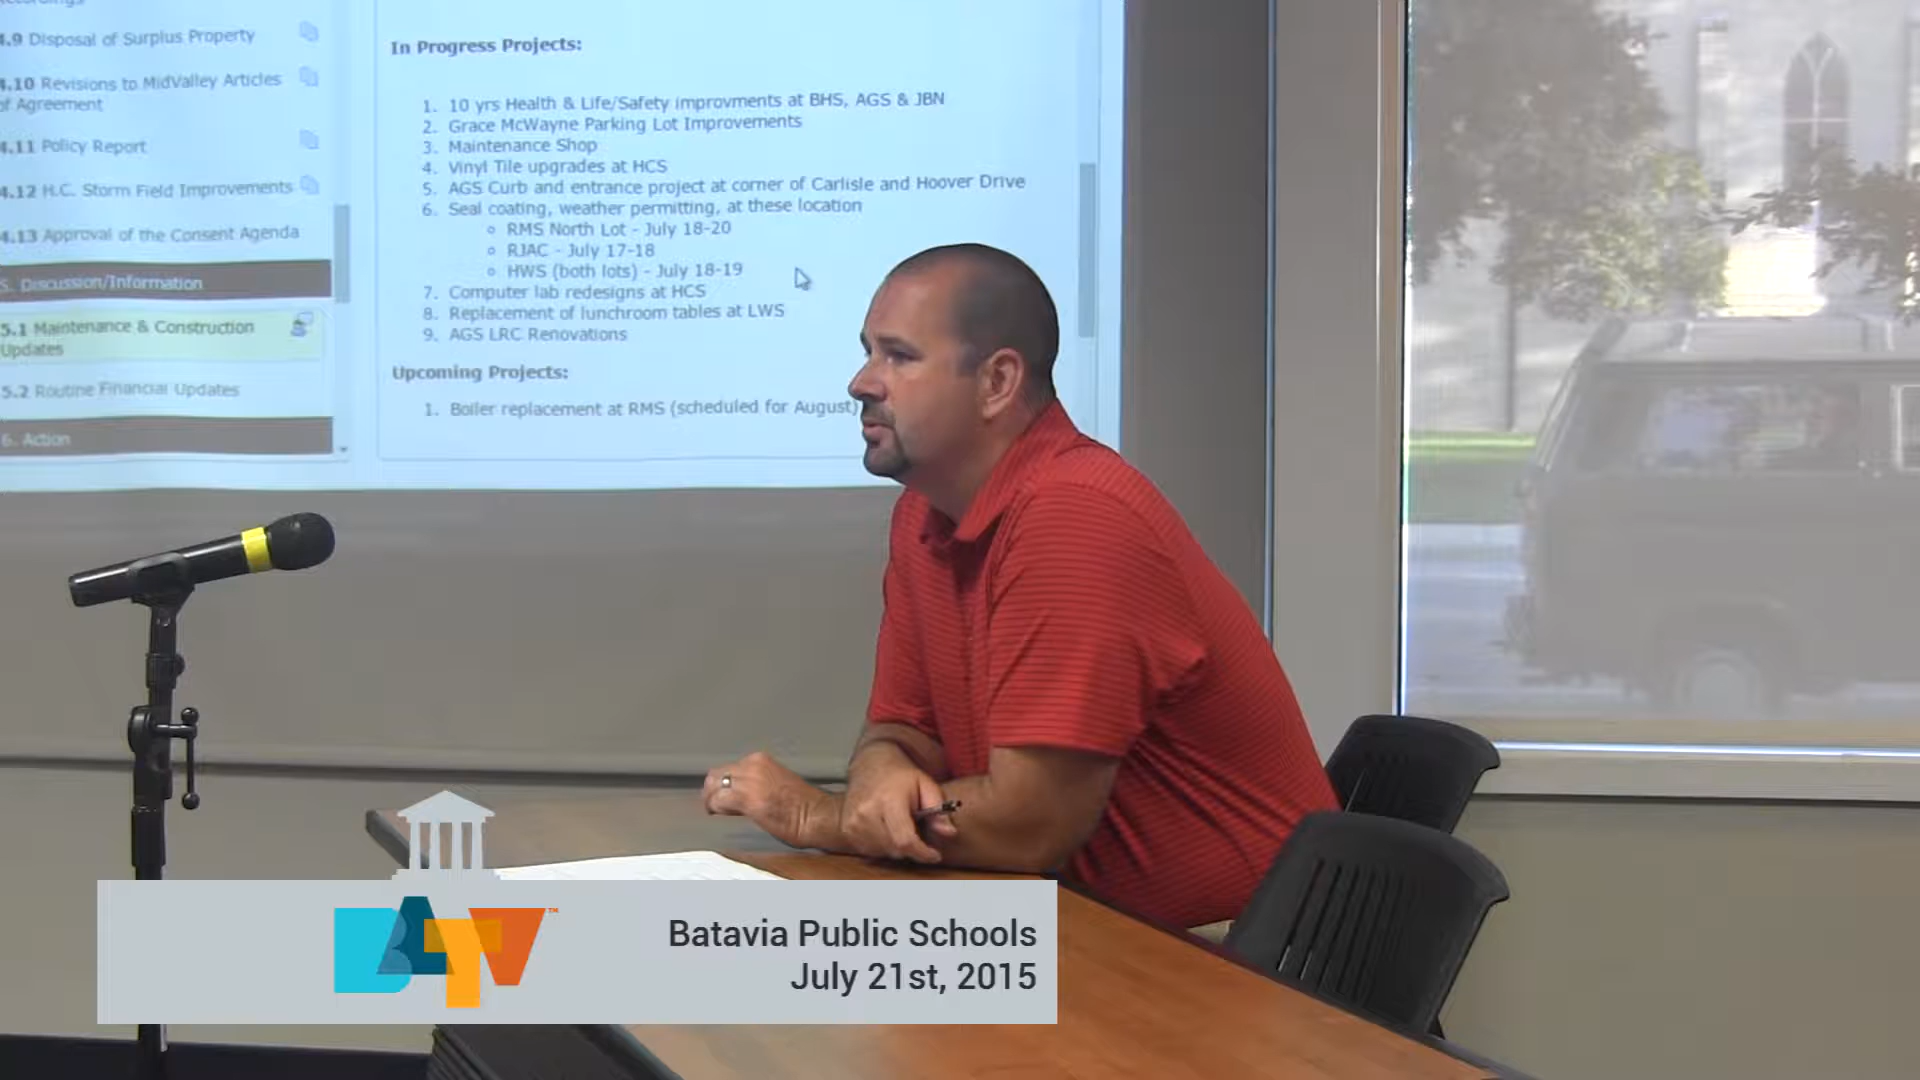 4.9 Disposal of Surplus Property
4.10 Revisions to MidValley Articles
of Agreement
4.11 Policy Report
4.12 H.C. Storm Field Improvements
4.13 Approval of the Consent Agenda
5. Discussion/Information
5.1 Maintenance & Construction
Updates
5.2 Routine Financial Updates
6. Action
In Progress Projects:
1. 10 yrs Health & Life/Safety improvments at BHS, AGS & JBN
2. Grace McWayne Parking Lot Improvements
3. Maintenance Shop
4. Vinyl Tile upgrades at HCS
5. AGS Curb and entrance project at corner of Carlisle and Hoover Drive
6. Seal coating, weather permitting, at these location
RMS North Lot - July 18-20
RJAC - July 17-18
HWS (both lots) - July 18-19
7. Computer lab redesigns at HCS
8. Replacement of lunchroom tables at LWS
9. AGS LRC Renovations
Upcoming Projects:
1. Boiler replacement at RMS (scheduled for August)
BATV™
Batavia Public Schools
July 21st, 2015